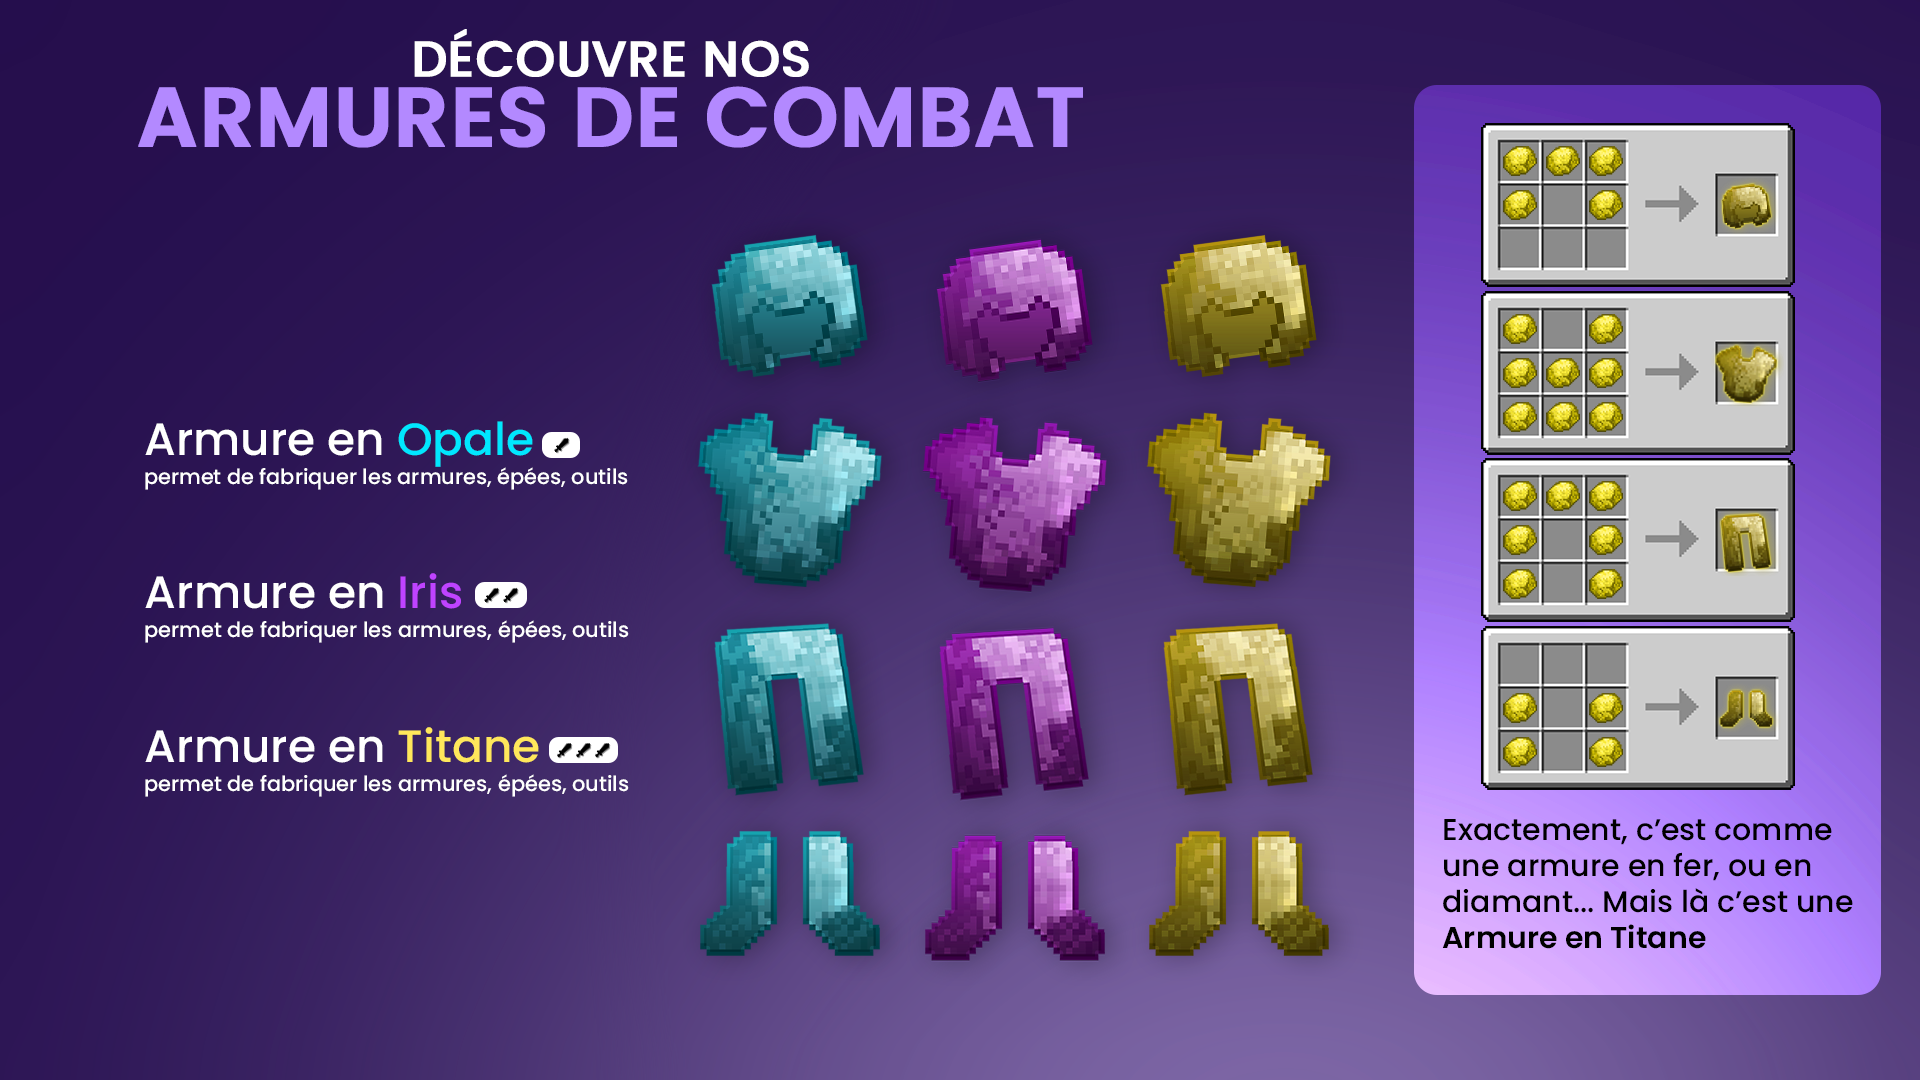 DÉCOUVRE NOS
ARMURES DE COMBAT
Armure en Opale
permet de fabriquer les armures, épées, outils
Armure en Iris
permet de fabriquer les armures, épées, outils
Armure en Titane
permet de fabriquer les armures, épées, outils
Exactement, c’est comme
une armure en fer, ou en
diamant... Mais là c’est une
Armure en Titane